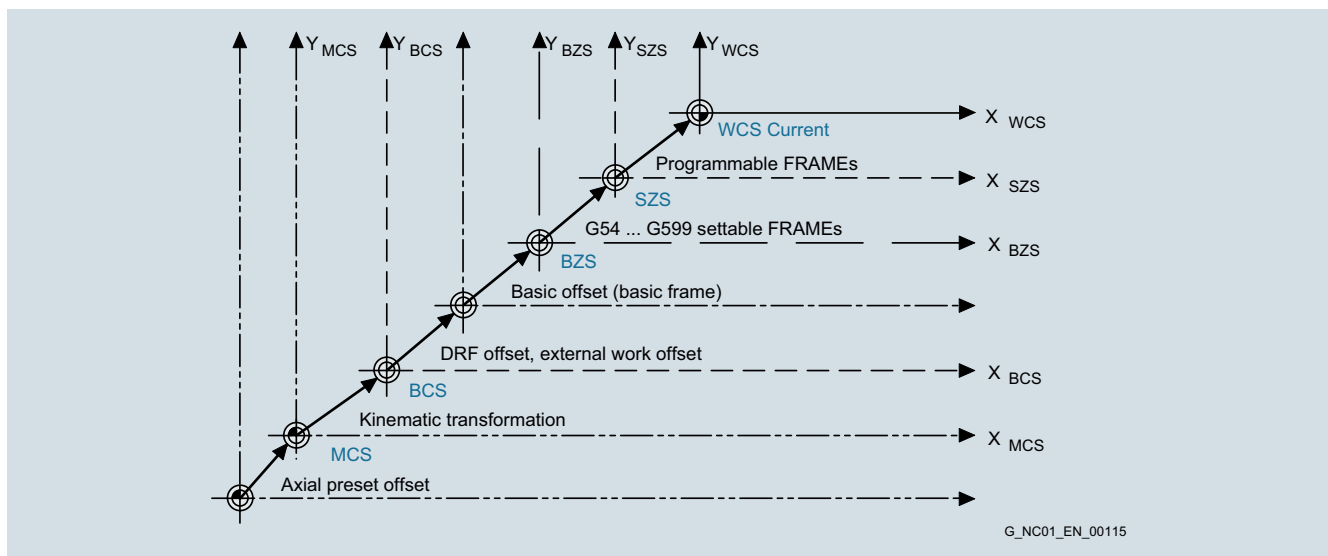 Y MCS
Y BCS
Y BZS
Y SZS
Y WCS
X WCS
WCS Current
Programmable FRAMEs
X SZS
SZS
G54 ... G599 settable FRAMEs
X BZS
BZS
Basic offset (basic frame)
DRF offset, external work offset
X BCS
BCS
Kinematic transformation
X MCS
MCS
Axial preset offset
G_NC01_EN_00115